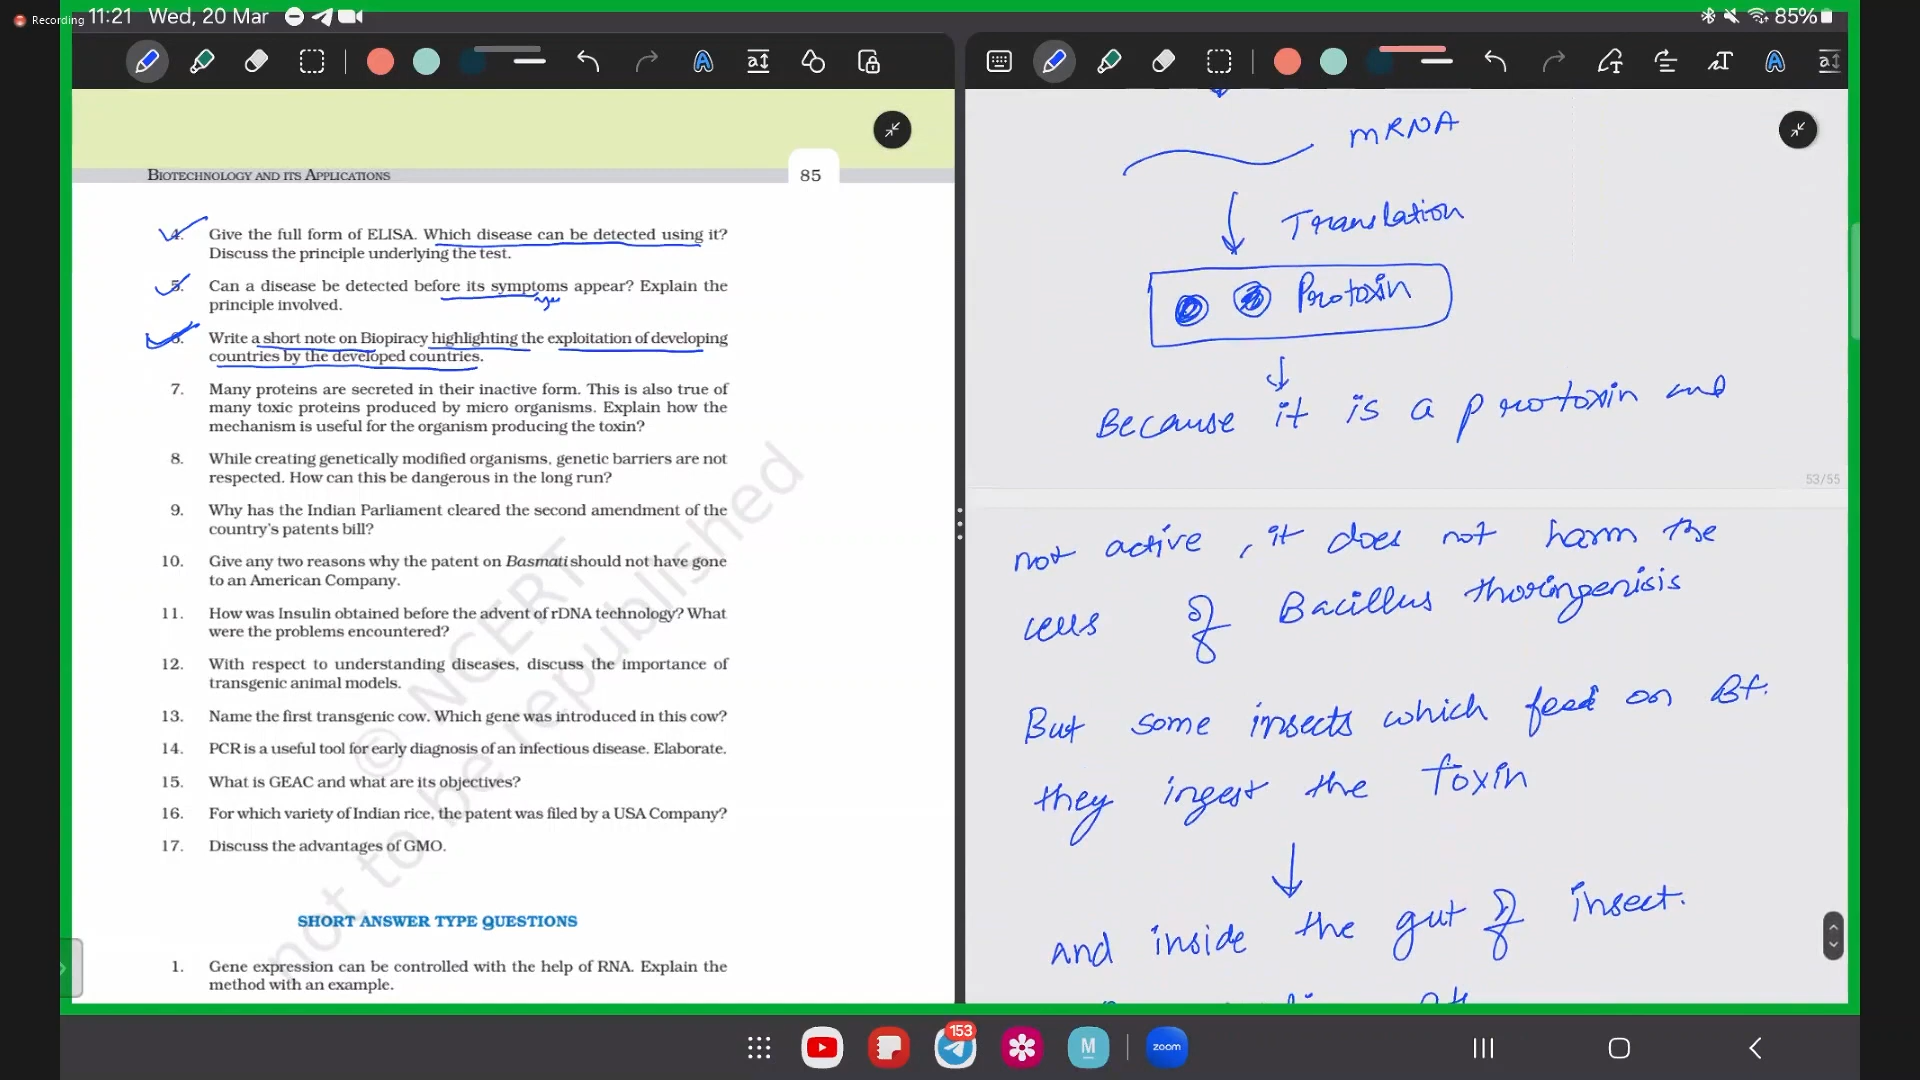 Recording 11:21 Wed, 20 Mar
85%
BIOTECHNOLOGY AND ITS APPLICATIONS
85
4. Give the full form of ELISA. Which disease can be detected using it?
Discuss the principle underlying the test.
5. Can a disease be detected before its symptoms appear? Explain the
principle involved.
6. Write a short note on Biopiracy highlighting the exploitation of developing
countries by the developed countries.
7. Many proteins are secreted in their inactive form. This is also true of
many toxic proteins produced by micro organisms. Explain how the
mechanism is useful for the organism producing the toxin?
8. While creating genetically modified organisms, genetic barriers are not
respected. How can this be dangerous in the long run?
9. Why has the Indian Parliament cleared the second amendment of the
country's patents bill?
10. Give any two reasons why the patent on Basmati should not have gone
to an American Company.
11. How was Insulin obtained before the advent of rDNA technology? What
were the problems encountered?
12. With respect to understanding diseases, discuss the importance of
transgenic animal models.
13. Name the first transgenic cow. Which gene was introduced in this cow?
14. PCR is a useful tool for early diagnosis of an infectious disease. Elaborate.
15. What is GEAC and what are its objectives?
16. For which variety of Indian rice, the patent was filed by a USA Company?
17. Discuss the advantages of GMO.
SHORT ANSWER TYPE QUESTIONS
1. Gene expression can be controlled with the help of RNA. Explain the
method with an example.
© NCERT
not to be republished
mRNA
Translation
Protoxin
Because it is a protoxin and
53/55
not active, it does not harm the
cells of Bacillus thoringenisis
But some insects which feed on Bt.
they ingest the toxin
And inside the gut of insect.
153
M
zoom